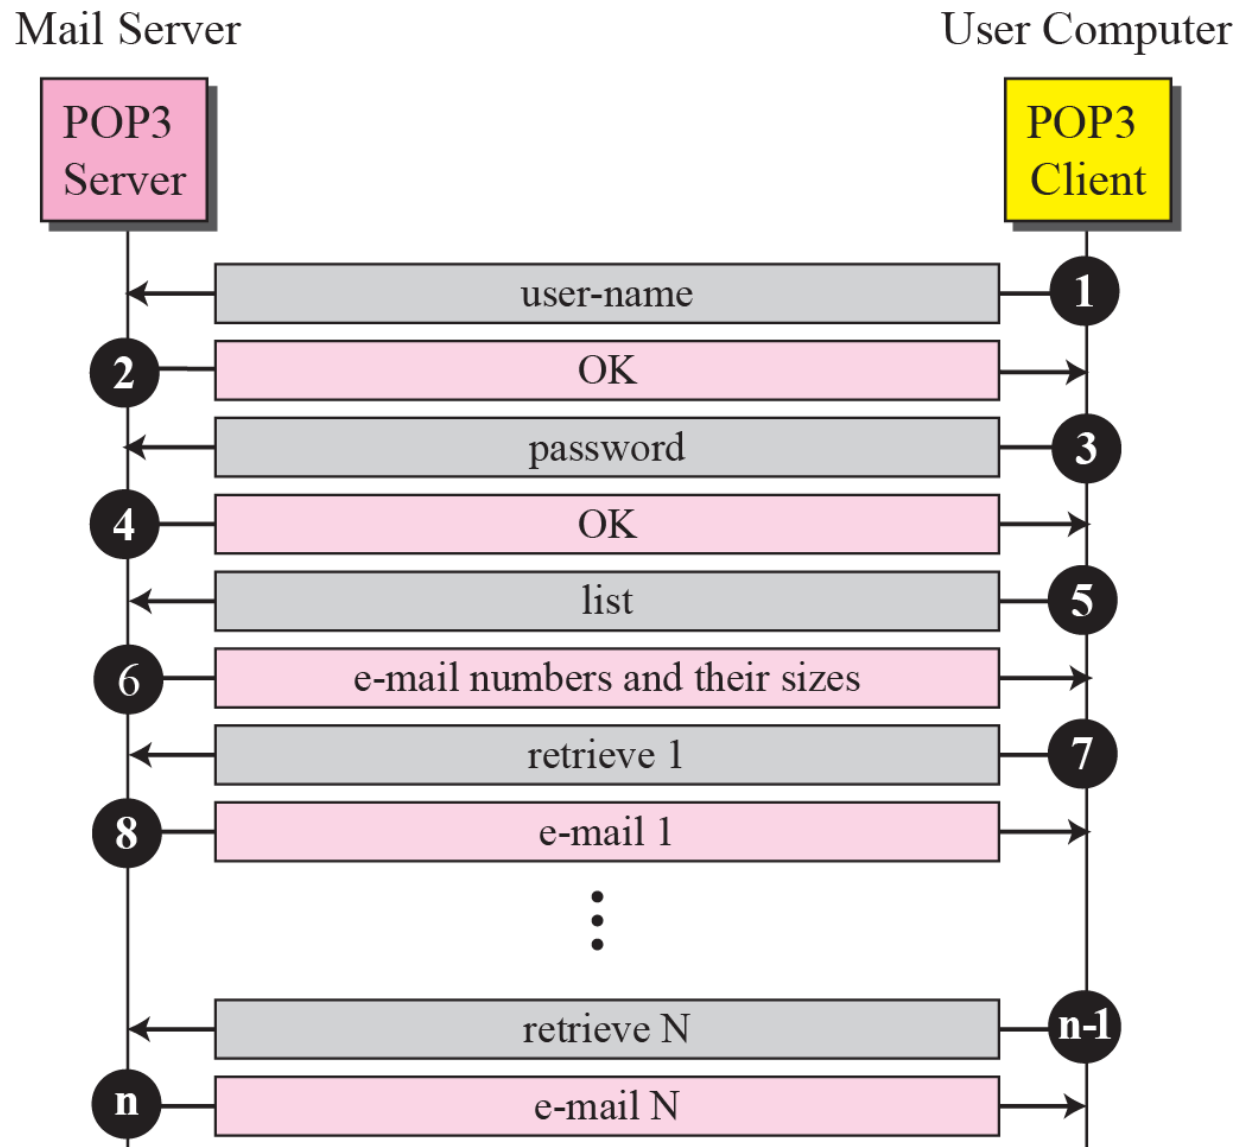 Mail Server
User Computer
POP3
Server
POP3
Client
user-name
1
2
OK
password
3
4
OK
list
5
6
e-mail numbers and their sizes
retrieve 1
7
8
e-mail 1
retrieve N
n-1
n
e-mail N